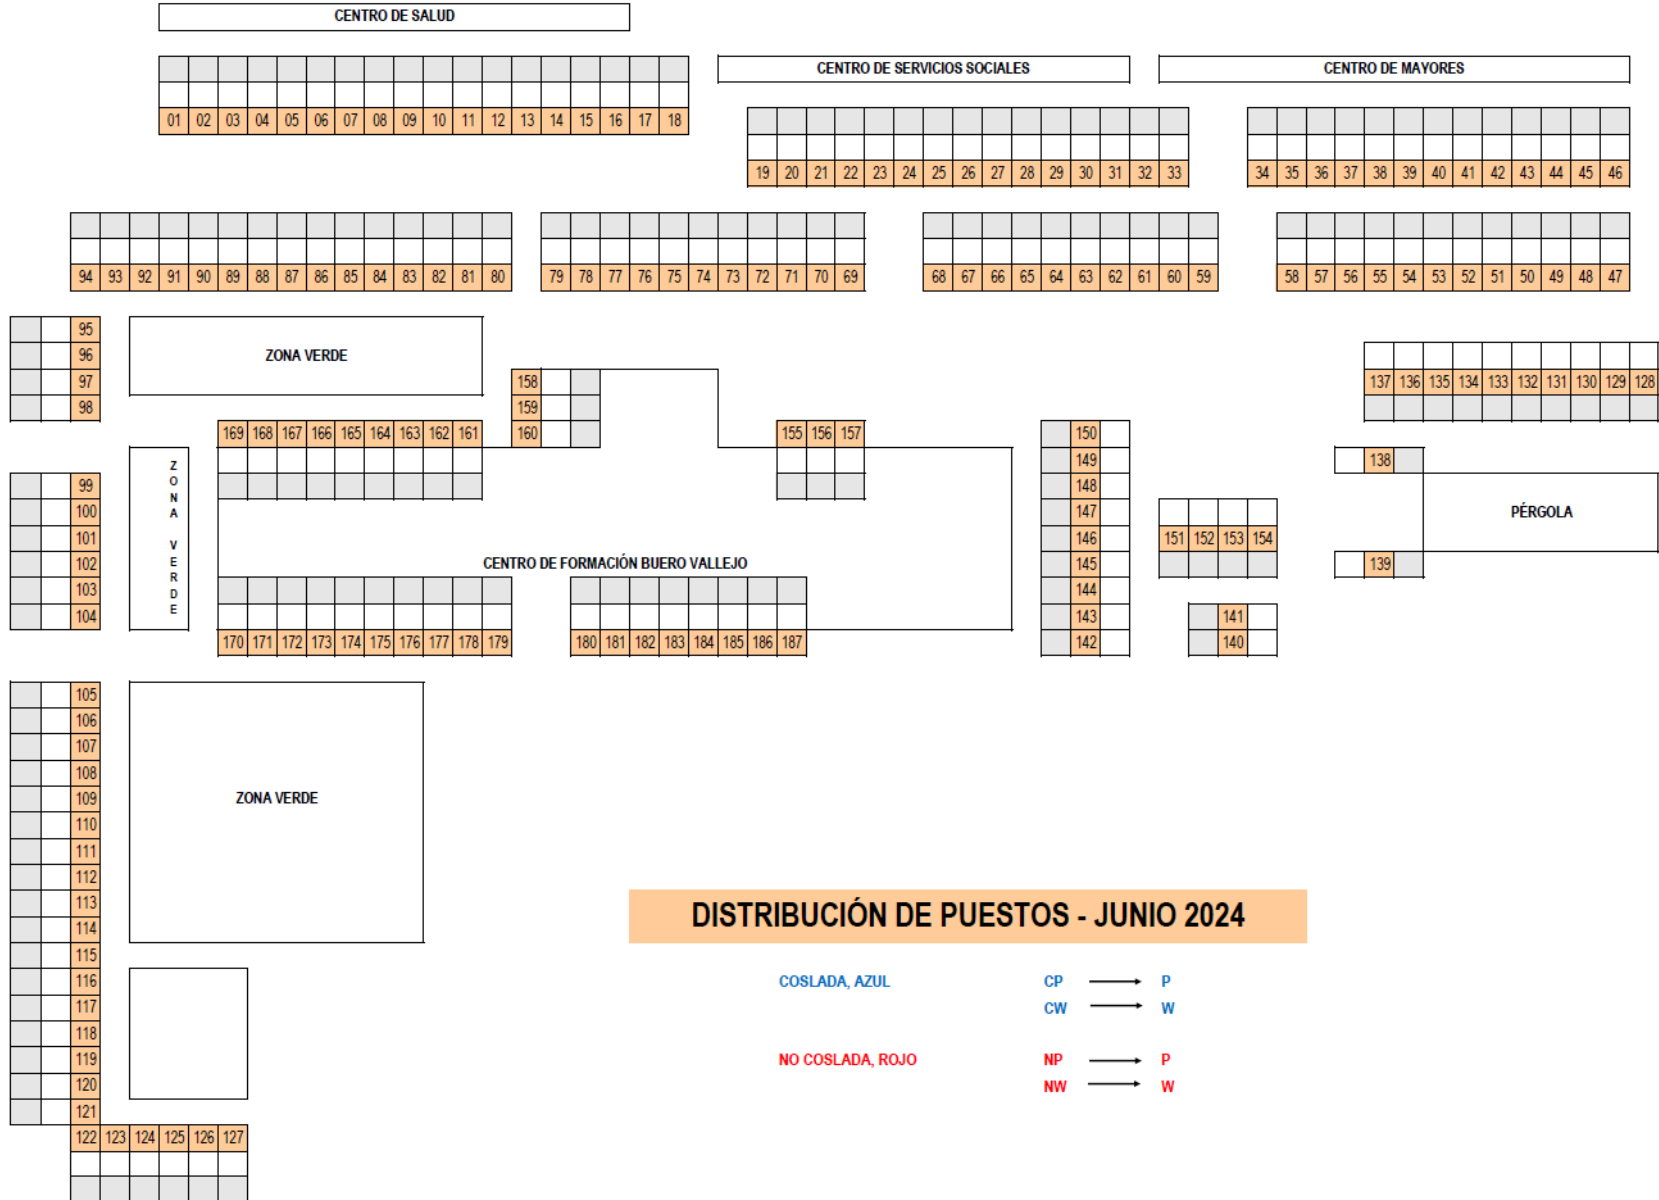 CENTRO DE SALUD
CENTRO DE SERVICIOS SOCIALES
CENTRO DE MAYORES
01 02 03 04 05 06 07 08 09 10 11 12 13 14 15 16 17 18
19 20 21 22 23 24 25 26 27 28 29 30 31 32 33
34 35 36 37 38 39 40 41 42 43 44 45 46
94 93 92 91 90 89 88 87 86 85 84 83 82 81 80
79 78 77 76 75 74 73 72 71 70 69
68 67 66 65 64 63 62 61 60 59
58 57 56 55 54 53 52 51 50 49 48 47
95
96
97
98
ZONA VERDE
158
159
160
137 136 135 134 133 132 131 130 129 128
169 168 167 166 165 164 163 162 161
155 156 157
150
149
148
147
146
145
144
143
142
138
PÉRGOLA
139
151 152 153 154
141
140
99
100
101
102
103
104
ZONA VERDE
CENTRO DE FORMACIÓN BUERO VALLEJO
170 171 172 173 174 175 176 177 178 179
180 181 182 183 184 185 186 187
105
106
107
108
109
110
111
112
113
114
115
116
117
118
119
120
121
122 123 124 125 126 127
ZONA VERDE
DISTRIBUCIÓN DE PUESTOS - JUNIO 2024
COSLADA, AZUL CP P
CW W
NO COSLADA, ROJO NP P
NW W